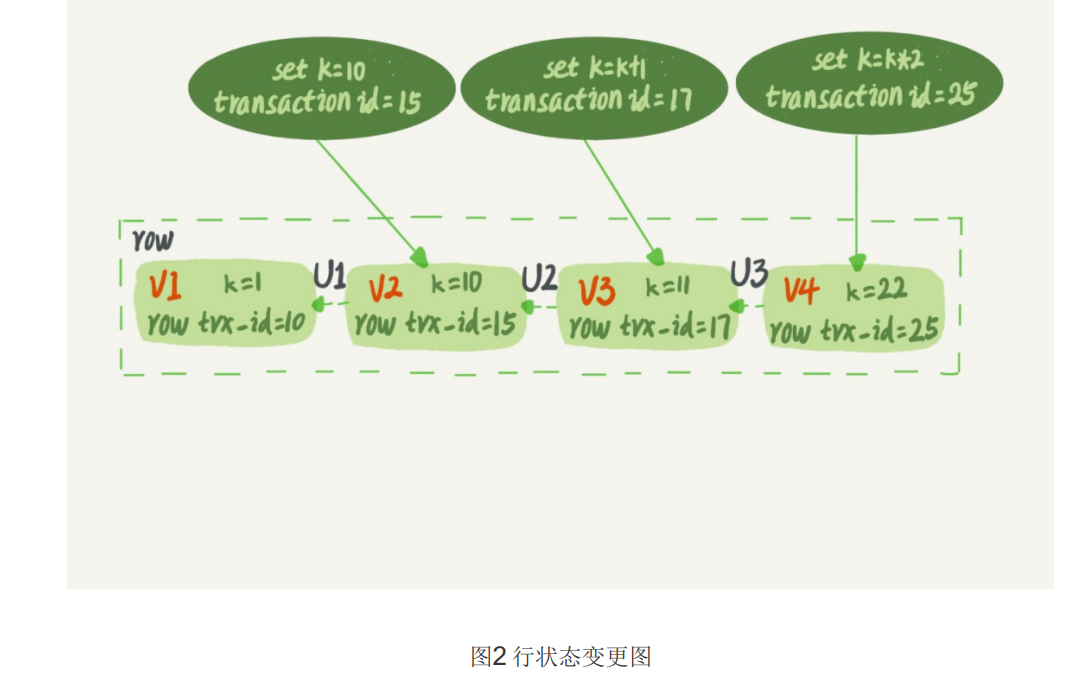 set k=10
transaction id=15
set k=k+1
transaction id=17
set k=k*2
transaction id=25
row
V1 k=1
row trx-id=10
U1
V2 k=10
row trx-id=15
U2
V3 k=11
row trx-id=17
U3
V4 k=22
row trx-id=25
图2 行状态变更图